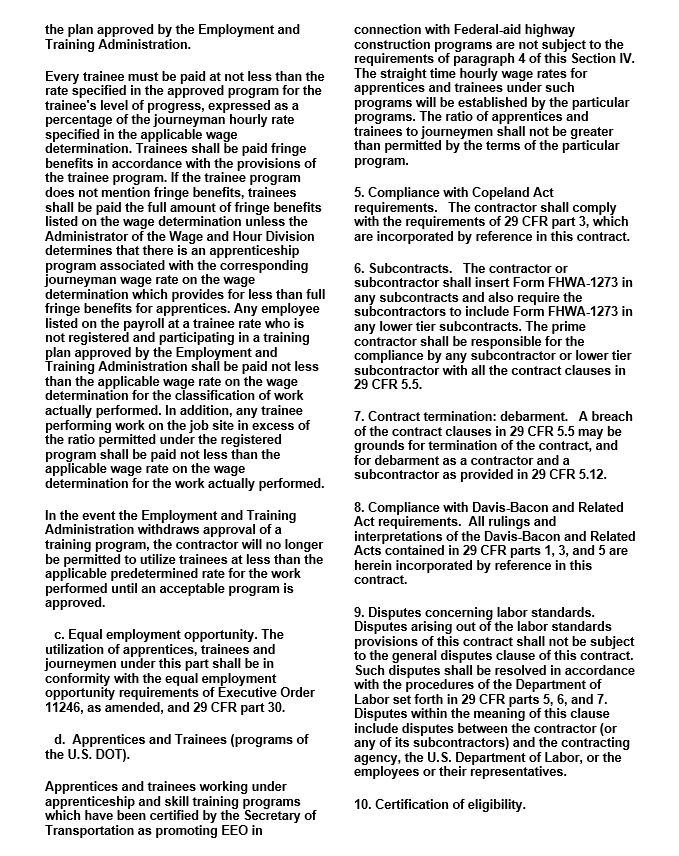 the plan approved by the Employment and
Training Administration.
Every trainee must be paid at not less than the
rate specified in the approved program for the
trainee's level of progress, expressed as a
percentage of the journeyman hourly rate
specified in the applicable wage
determination. Trainees shall be paid fringe
benefits in accordance with the provisions of
the trainee program. If the trainee program
does not mention fringe benefits, trainees
shall be paid the full amount of fringe benefits
listed on the wage determination unless the
Administrator of the Wage and Hour Division
determines that there is an apprenticeship
program associated with the corresponding
journeyman wage rate on the wage
determination which provides for less than full
fringe benefits for apprentices. Any employee
listed on the payroll at a trainee rate who is
not registered and participating in a training
plan approved by the Employment and
Training Administration shall be paid not less
than the applicable wage rate on the wage
determination for the classification of work
actually performed. In addition, any trainee
performing work on the job site in excess of
the ratio permitted under the registered
program shall be paid not less than the
applicable wage rate on the wage
determination for the work actually performed.
In the event the Employment and Training
Administration withdraws approval of a
training program, the contractor will no longer
be permitted to utilize trainees at less than the
applicable predetermined rate for the work
performed until an acceptable program is
approved.
c. Equal employment opportunity. The
utilization of apprentices, trainees and
journeymen under this part shall be in
conformity with the equal employment
opportunity requirements of Executive Order
11246, as amended, and 29 CFR part 30.
d. Apprentices and Trainees (programs of
the U.S. DOT).
Apprentices and trainees working under
apprenticeship and skill training programs
which have been certified by the Secretary of
Transportation as promoting EEO in
connection with Federal-aid highway
construction programs are not subject to the
requirements of paragraph 4 of this Section IV.
The straight time hourly wage rates for
apprentices and trainees under such
programs will be established by the particular
programs. The ratio of apprentices and
trainees to journeymen shall not be greater
than permitted by the terms of the particular
program.
5. Compliance with Copeland Act
requirements. The contractor shall comply
with the requirements of 29 CFR part 3, which
are incorporated by reference in this contract.
6. Subcontracts. The contractor or
subcontractor shall insert Form FHWA-1273 in
any subcontracts and also require the
subcontractors to include Form FHWA-1273 in
any lower tier subcontracts. The prime
contractor shall be responsible for the
compliance by any subcontractor or lower tier
subcontractor with all the contract clauses in
29 CFR 5.5.
7. Contract termination: debarment. A breach
of the contract clauses in 29 CFR 5.5 may be
grounds for termination of the contract, and
for debarment as a contractor and a
subcontractor as provided in 29 CFR 5.12.
8. Compliance with Davis-Bacon and Related
Act requirements. All rulings and
interpretations of the Davis-Bacon and Related
Acts contained in 29 CFR parts 1, 3, and 5 are
herein incorporated by reference in this
contract.
9. Disputes concerning labor standards.
Disputes arising out of the labor standards
provisions of this contract shall not be subject
to the general disputes clause of this contract.
Such disputes shall be resolved in accordance
with the procedures of the Department of
Labor set forth in 29 CFR parts 5, 6, and 7.
Disputes within the meaning of this clause
include disputes between the contractor (or
any of its subcontractors) and the contracting
agency, the U.S. Department of Labor, or the
employees or their representatives.
10. Certification of eligibility.